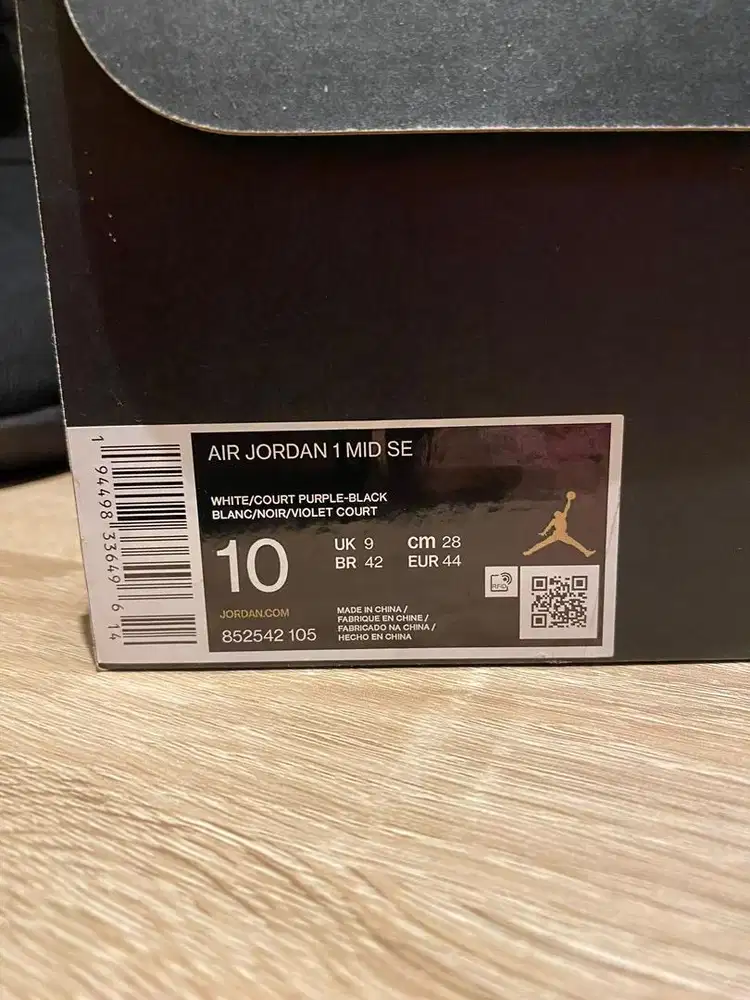 AIR JORDAN 1 MID SE
WHITE/COURT PURPLE-BLACK
BLANC/NOIR/VIOLET COURT
10
UK 9 cm 28
BR 42 EUR 44
JORDAN.COM
852542 105
MADE IN CHINA /
FABRIQUE EN CHINE /
FABRICADO NA CHINA /
HECHO EN CHINA
RFID
1 94498 33649 6 14